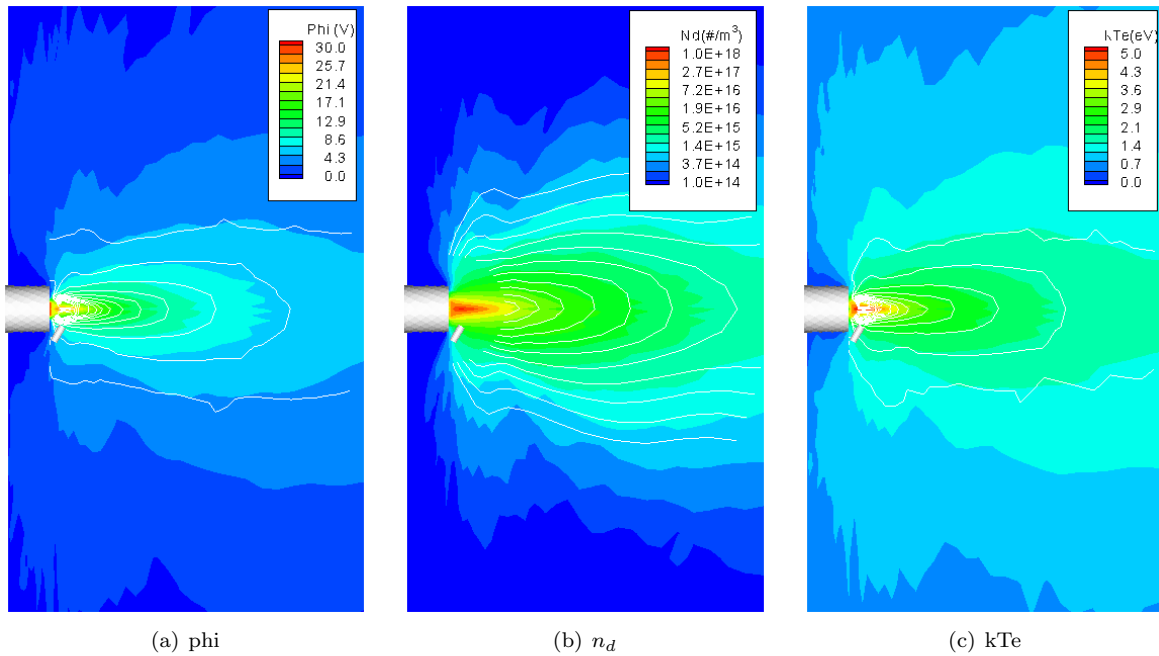 Phi (V)
30.0
25.7
21.4
17.1
12.9
8.6
4.3
0.0
Nd(#/m³)
1.0E+18
2.7E+17
7.2E+16
1.9E+16
5.2E+15
1.4E+15
3.7E+14
1.0E+14
kTe(eV)
5.0
4.3
3.6
2.9
2.1
1.4
0.7
0.0
(a) phi
(b) n_d
(c) kTe